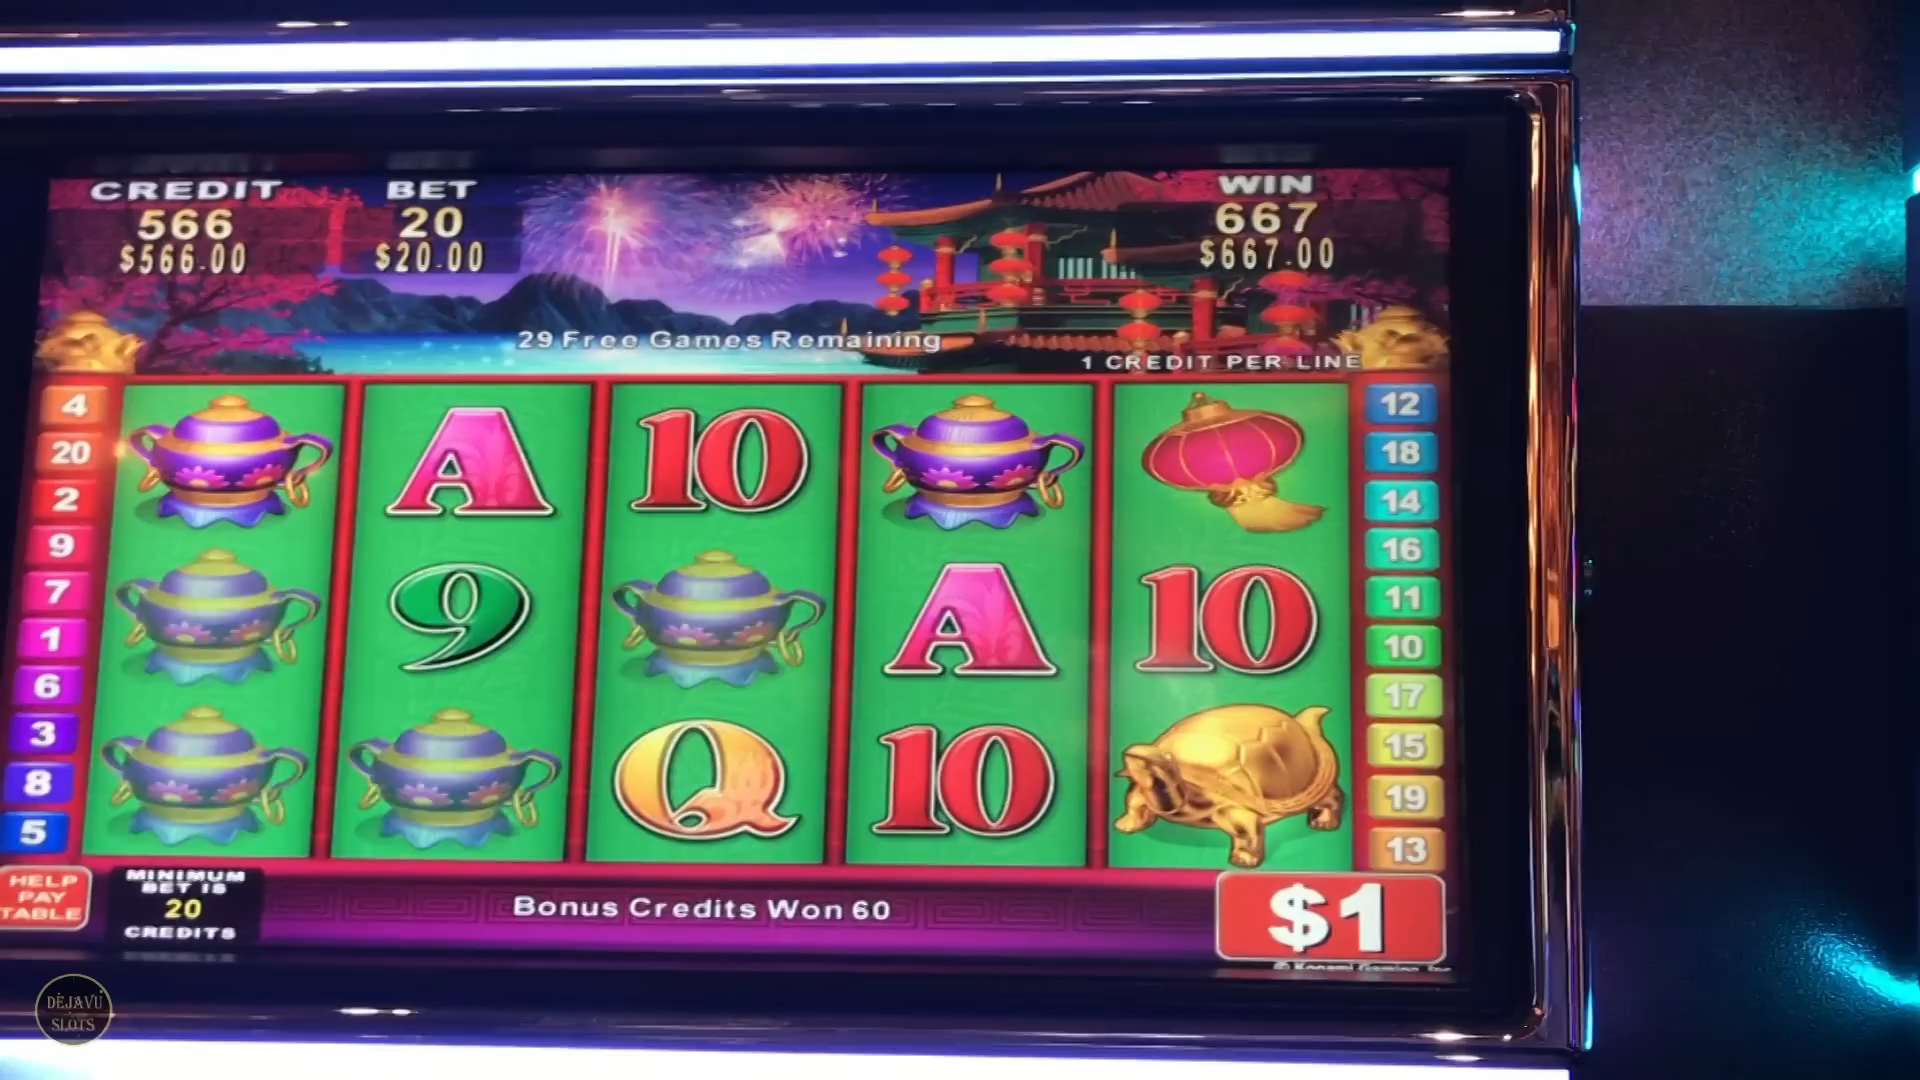 CREDIT
566
$566.00
BET
20
$20.00
WIN
667
$667.00
29 Free Games Remaining
1 CREDIT PER LINE
4
20
2
9
7
1
6
3
8
5
A
10
9
A
10
Q
10
12
18
14
16
11
10
17
15
19
13
HELP
PAY
TABLE
MINIMUM
BET IS
20
CREDITS
Bonus Credits Won 60
$1
© Konami Gaming, Inc
DEJAVU
SLOTS